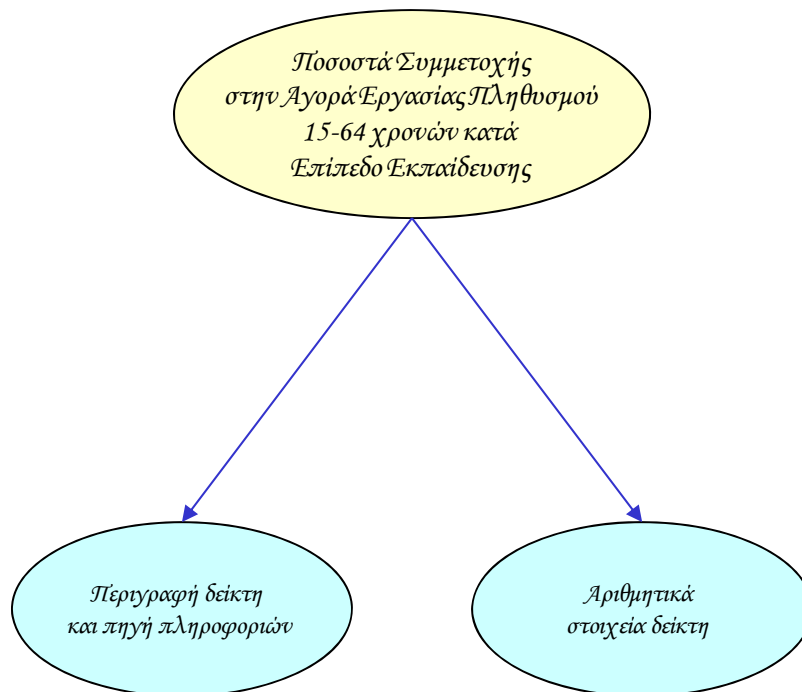 Ποσοστά Συμμετοχής
στην Αγορά Εργασίας Πληθυσμού
15-64 χρονών κατά
Επίπεδο Εκπαίδευσης
Περιγραφή δείκτη
και πηγή πληροφοριών
Αριθμητικά
στοιχεία δείκτη